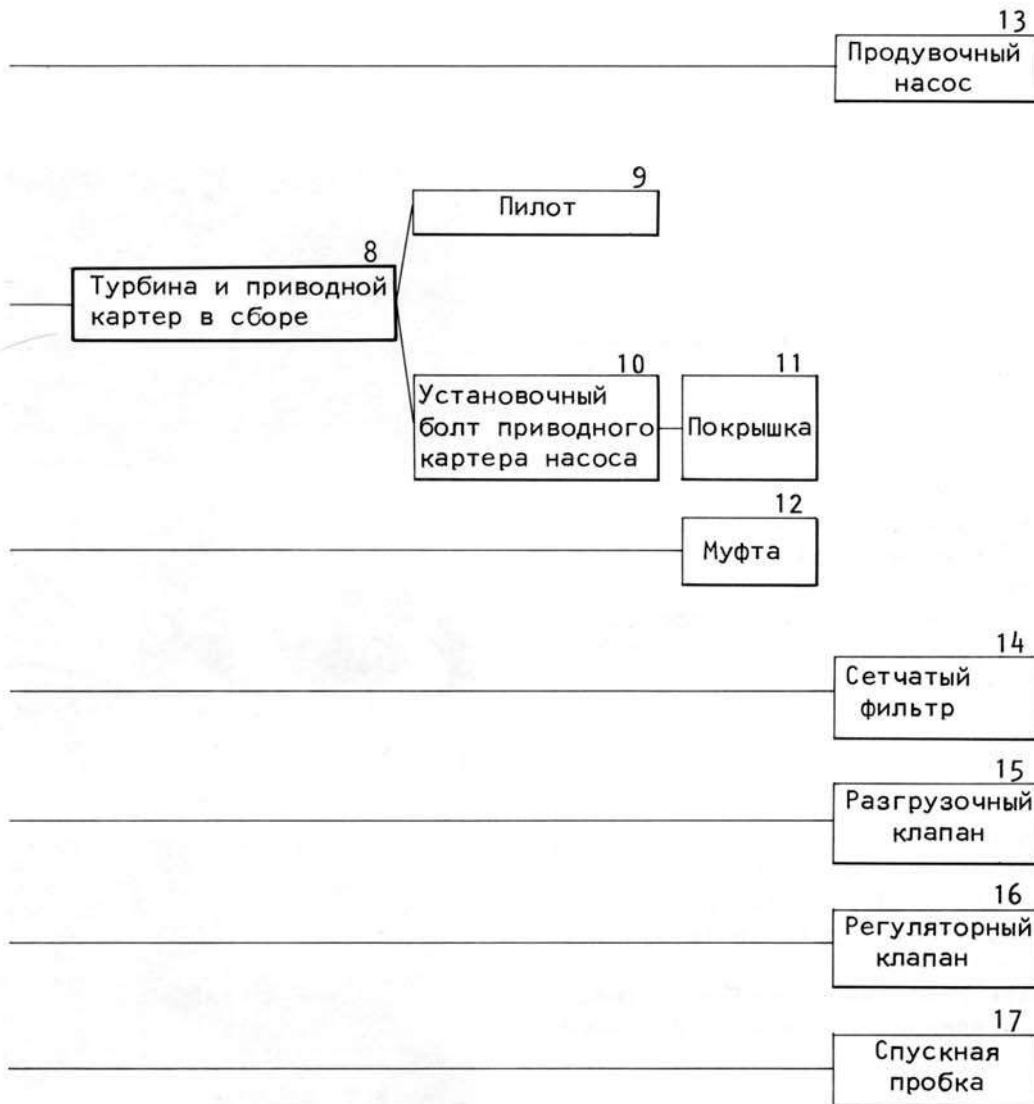 13
Продувочный
насос
9
Пилот
8
Турбина и приводной
картер в сборе
10
Установочный
болт приводного
картера насоса
11
Покрышка
12
Муфта
14
Сетчатый
фильтр
15
Разгрузочный
клапан
16
Регуляторный
клапан
17
Спускная
пробка